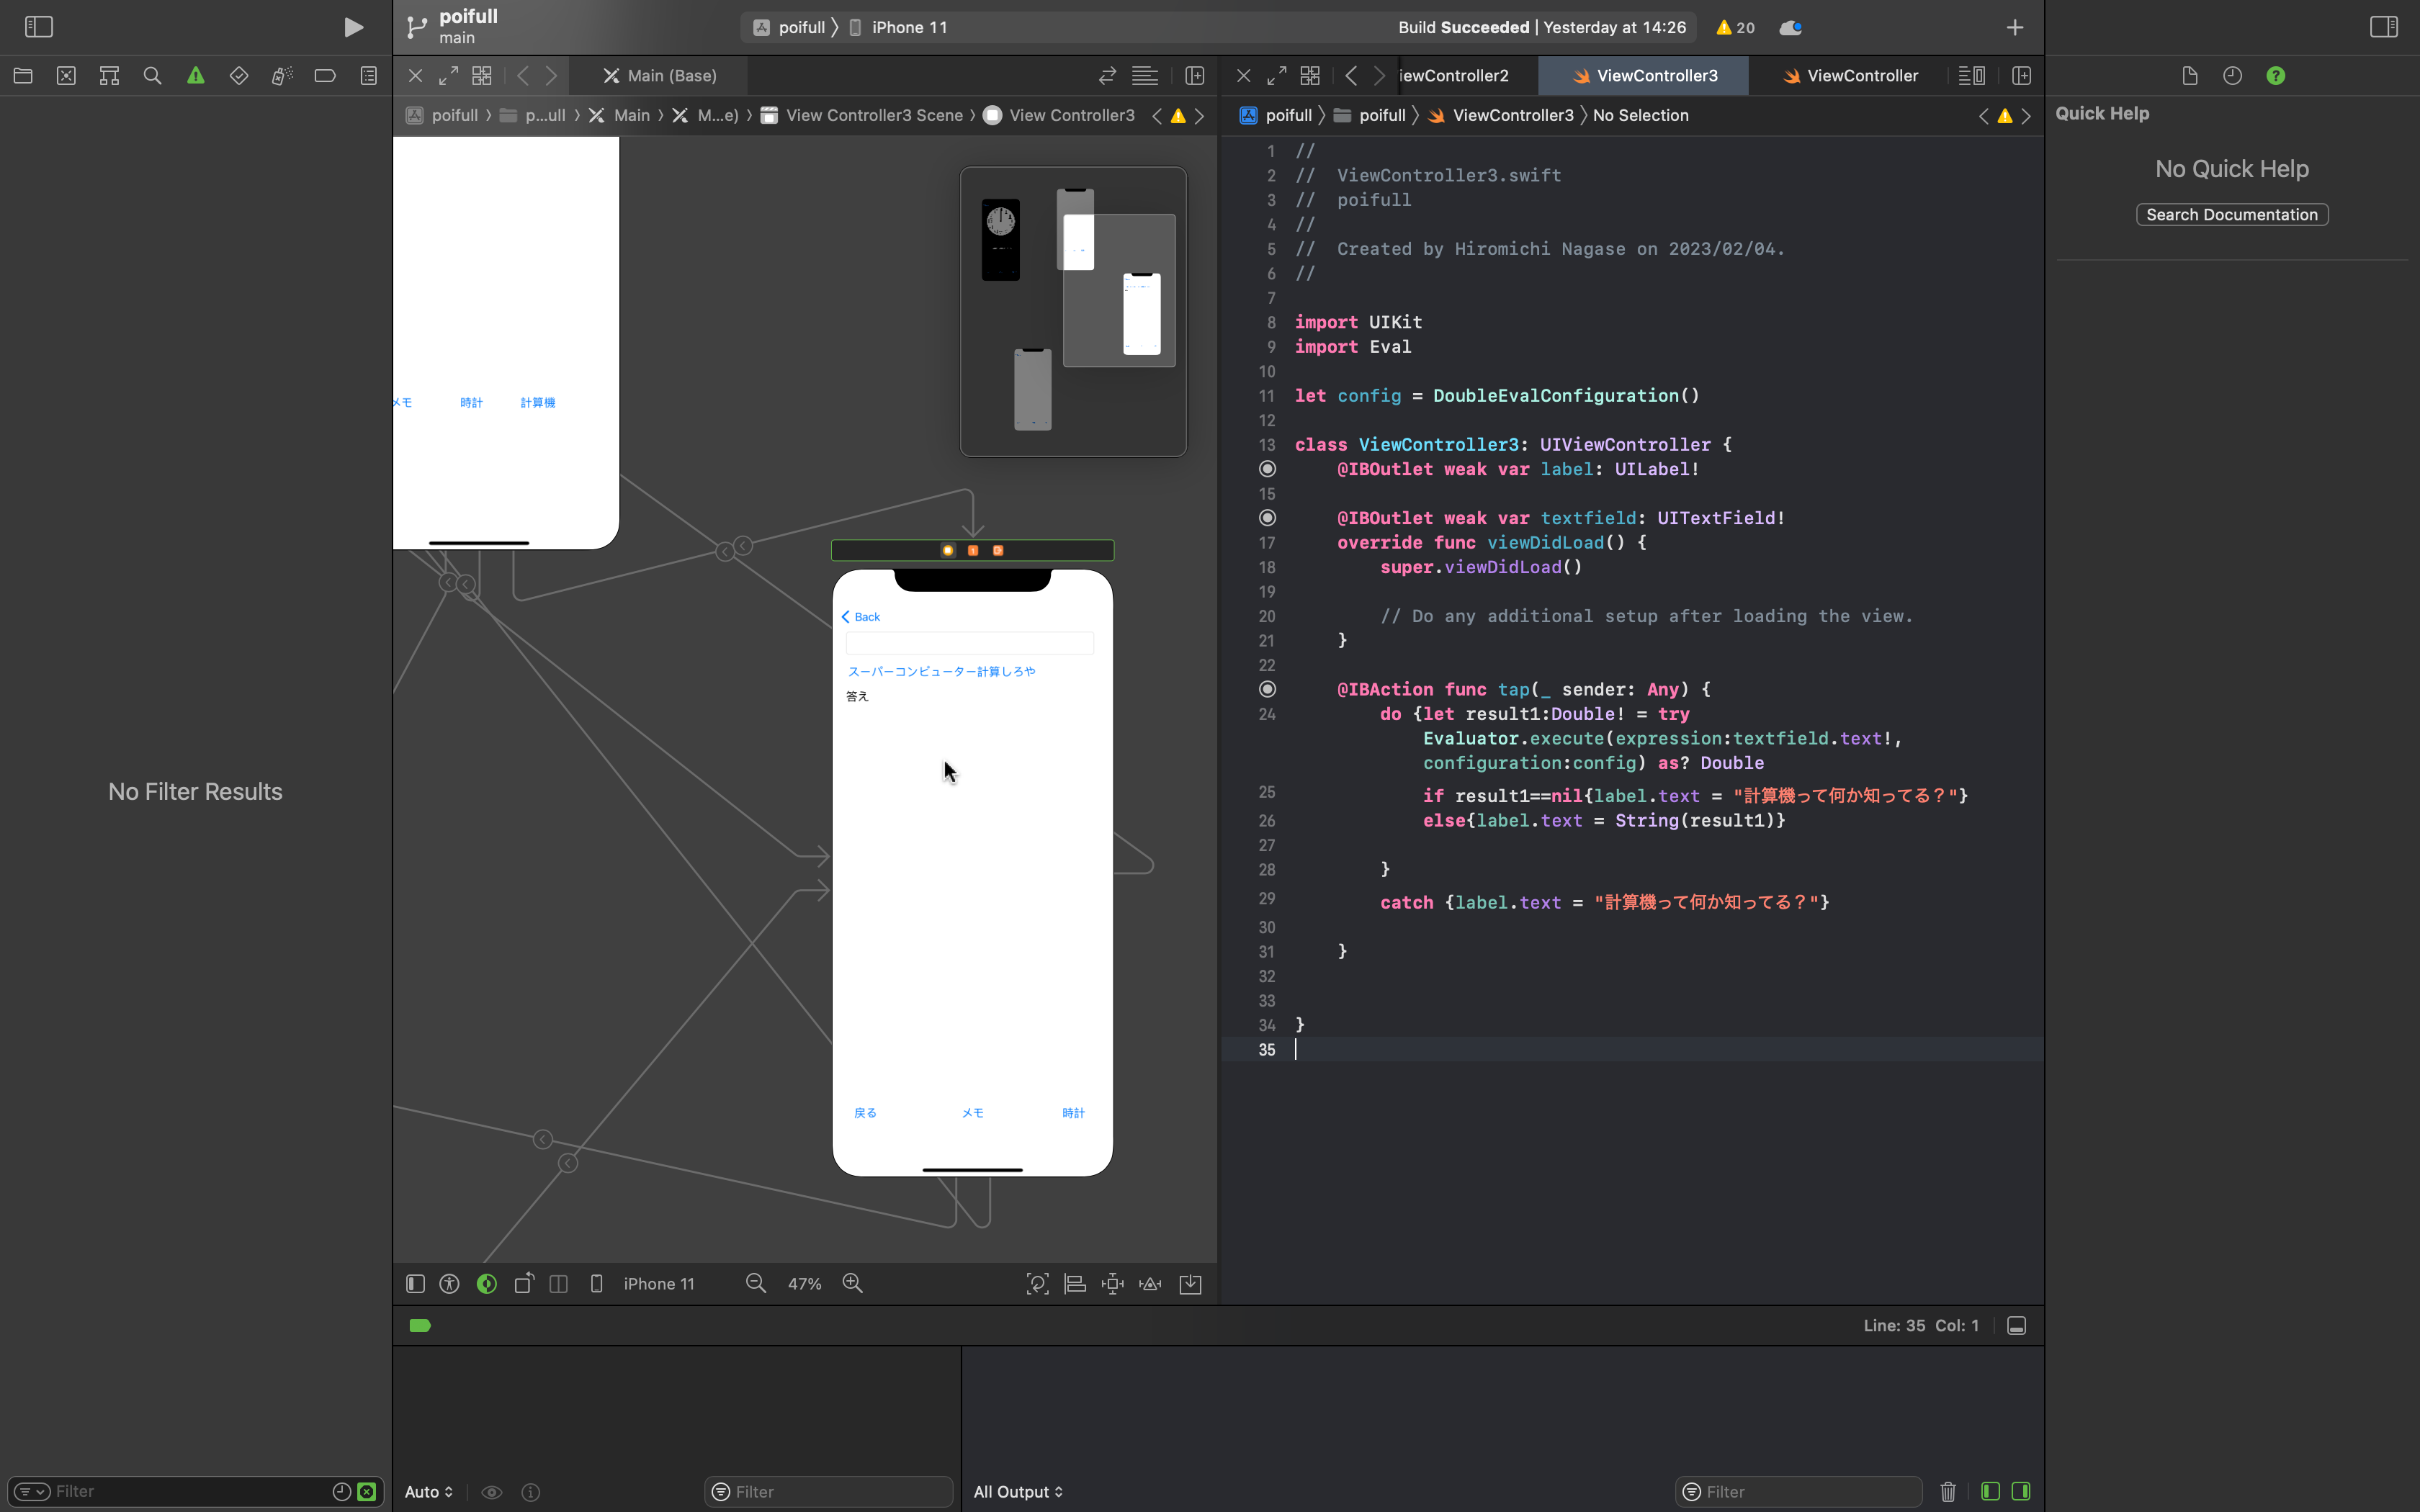 poifull
main
poifull
iPhone 11
Build Succeeded | Yesterday at 14:26
20
Main (Base)
iewController2
ViewController3
ViewController
poifull
p...ull
Main
M...e)
View Controller3 Scene
View Controller3
poifull
poifull
ViewController3
No Selection
Quick Help
No Quick Help
Search Documentation
No Filter Results
メモ
時計
計算機
Back
スーパーコンピューター計算しろや
答え
戻る
メモ
時計
1 //
2 // ViewController3.swift
3 // poifull
4 //
5 // Created by Hiromichi Nagase on 2023/02/04.
6 //
7
8 import UIKit
9 import Eval
10
11 let config = DoubleEvalConfiguration()
12
13 class ViewController3: UIViewController {
@IBOutlet weak var label: UILabel!
15
@IBOutlet weak var textfield: UITextField!
17 override func viewDidLoad() {
18 super.viewDidLoad()
19
20 // Do any additional setup after loading the view.
21 }
22
@IBAction func tap(_ sender: Any) {
24 do {let result1:Double! = try
Evaluator.execute(expression:textfield.text!,
configuration:config) as? Double
25 if result1==nil{label.text = "計算機って何か知ってる？"}
26 else{label.text = String(result1)}
27
28 }
29 catch {label.text = "計算機って何か知ってる？"}
30
31 }
32
33
34 }
35
iPhone 11
47%
Line: 35 Col: 1
Filter
Auto
Filter
All Output
Filter